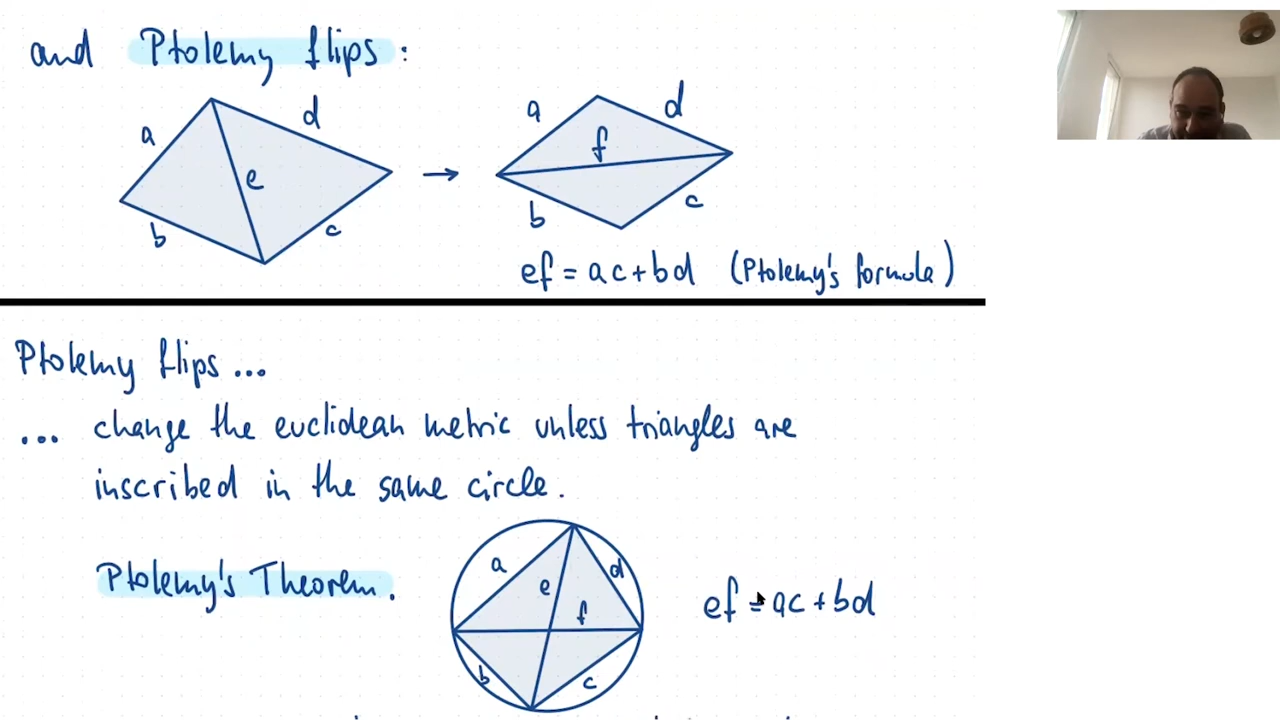 and Ptolemy flips:
a d e b c
→
a d f b c
ef = ac + bd (Ptolemy's formula)
Ptolemy flips ...
... change the euclidean metric unless triangles are
inscribed in the same circle.
Ptolemy's Theorem.
a e d f b c
ef = ac + bd